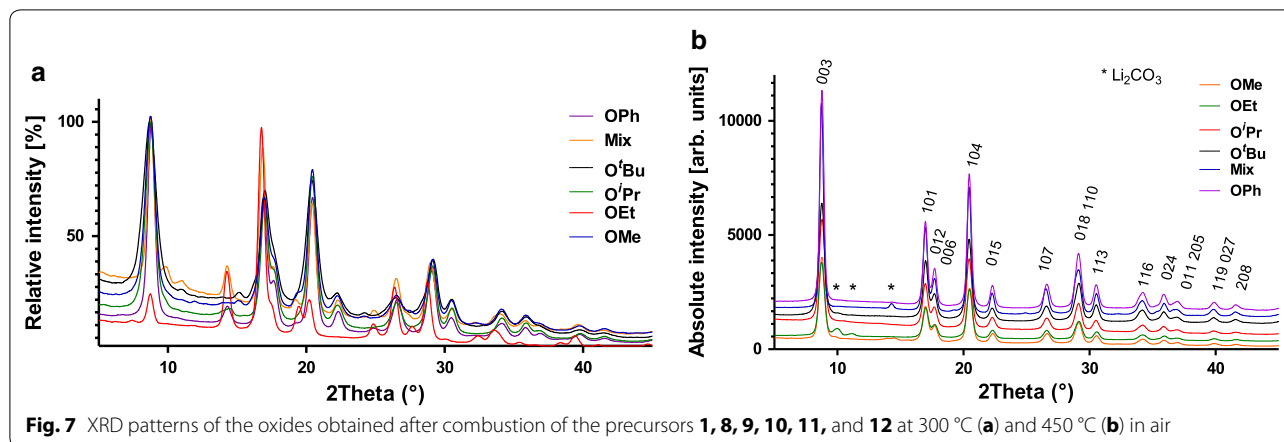 a
Relative intensity [%]
100
50
10
20
30
40
2Theta (°)
OPh
Mix
OᵗBu
OⁱPr
OEt
OMe
b
Absolute intensity [arb. units]
10000
5000
0
10
20
30
40
2Theta (°)
* Li₂CO₃
OMe
OEt
OⁱPr
OᵗBu
Mix
OPh
003
* * *
101
012
006
104
015
107
018 110
113
116
024
011 205
119 027
208
Fig. 7 XRD patterns of the oxides obtained after combustion of the precursors 1, 8, 9, 10, 11, and 12 at 300 °C (a) and 450 °C (b) in air